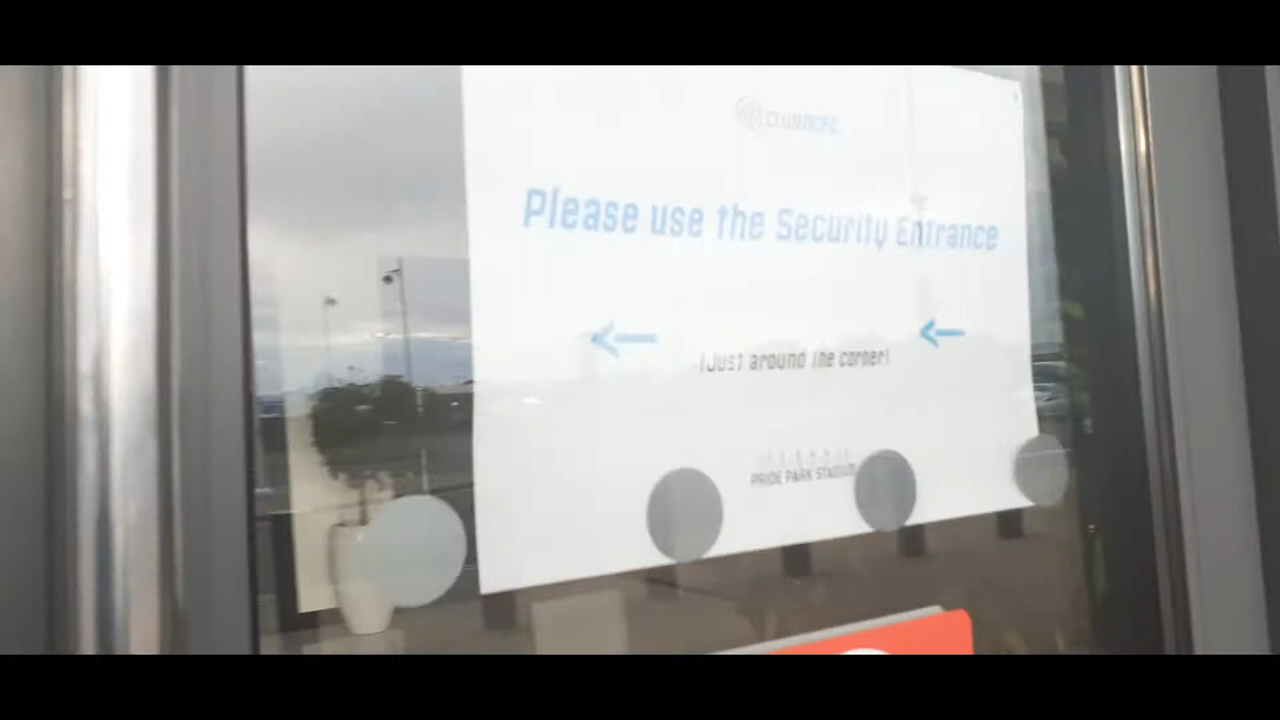 Please use the Security Entrance
(Just around the corner)
PRIDE PARK STADIUM